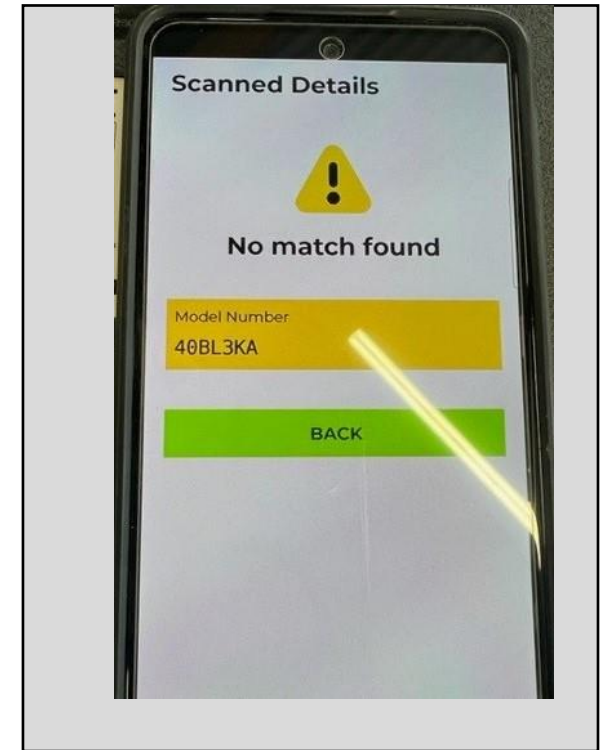 Scanned Details
No match found
Model Number
40BL3KA
BACK